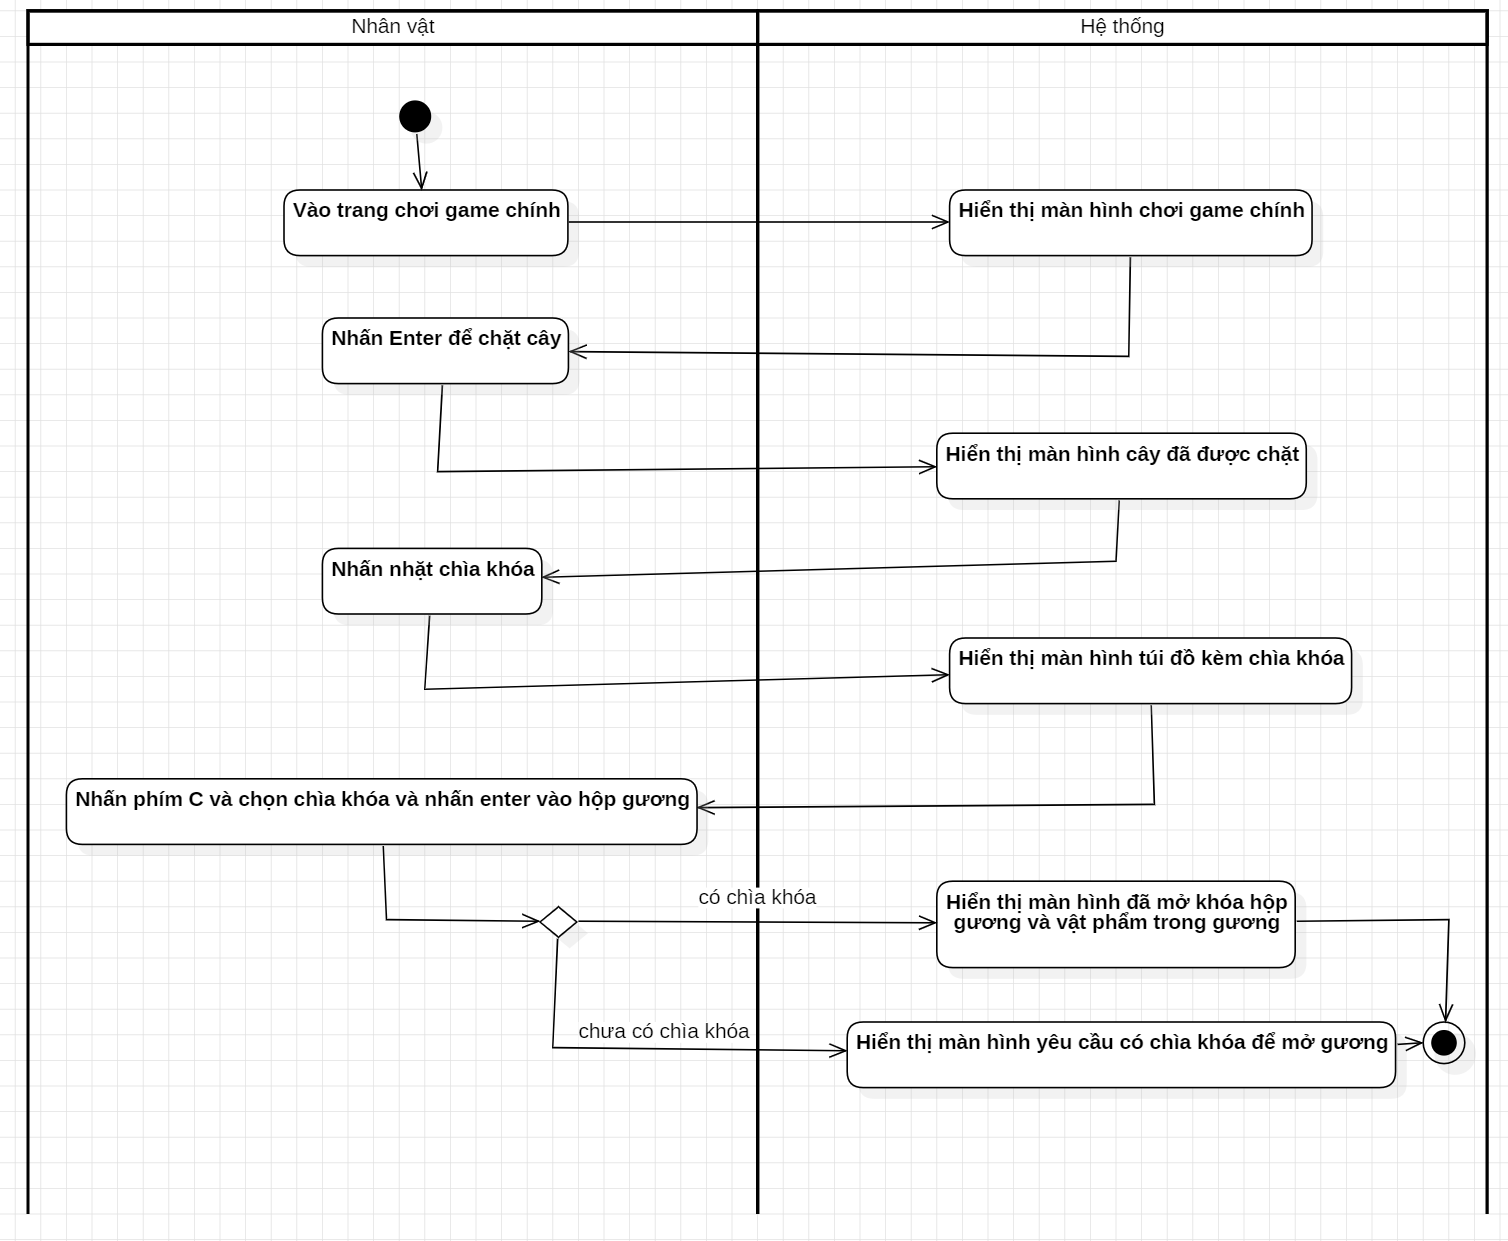 Nhân vật
Hệ thống
Vào trang chơi game chính
Hiển thị màn hình chơi game chính
Nhấn Enter để chặt cây
Hiển thị màn hình cây đã được chặt
Nhấn nhặt chìa khóa
Hiển thị màn hình túi đồ kèm chìa khóa
Nhấn phím C và chọn chìa khóa và nhấn enter vào hộp gương
có chìa khóa
Hiển thị màn hình đã mở khóa hộp
gương và vật phẩm trong gương
chưa có chìa khóa
Hiển thị màn hình yêu cầu có chìa khóa để mở gương